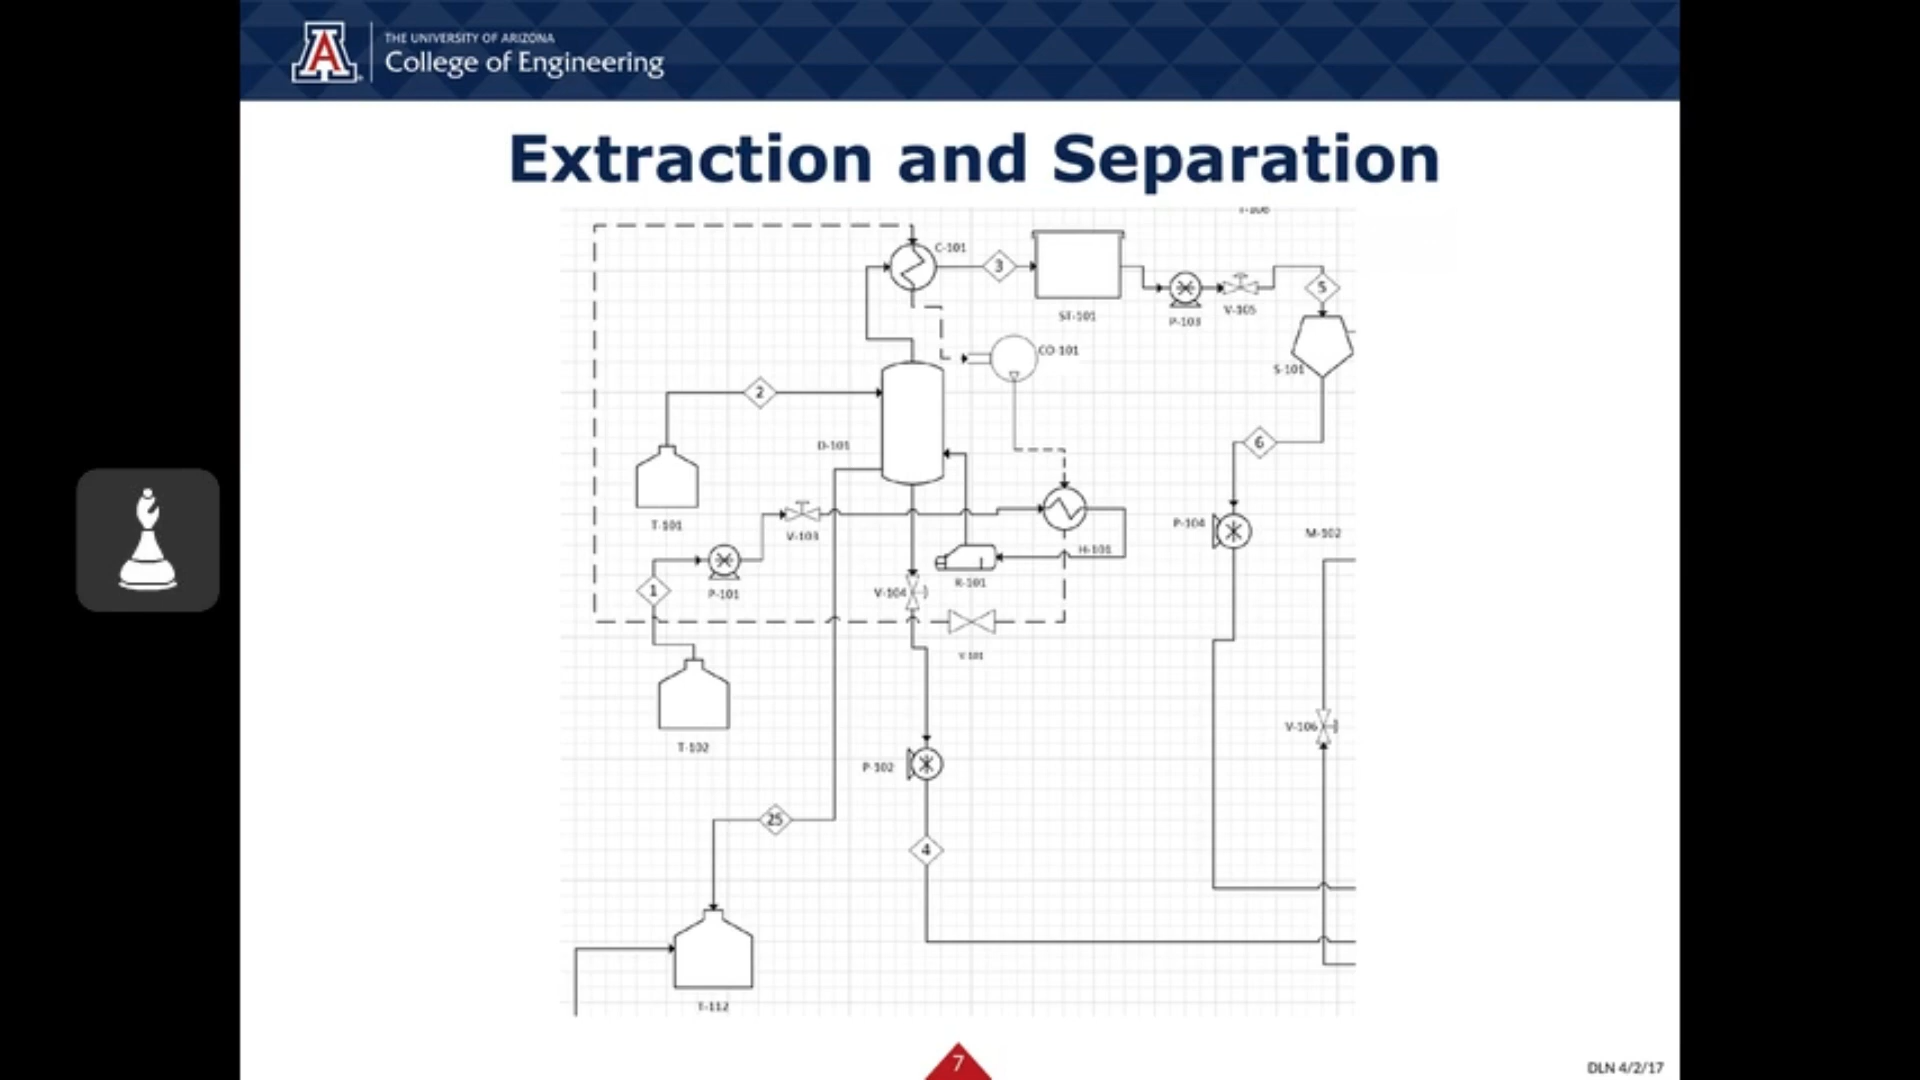 THE UNIVERSITY OF ARIZONA
College of Engineering
Extraction and Separation
C-101
3
ST-101
P-103
V-105
5
CO-101
S-101
2
D-101
6
T-101
V-103
P-104
M-102
H-101
1
P-101
R-101
V-104
V-101
T-102
V-106
P-102
25
4
T-112
7
DLN 4/2/17